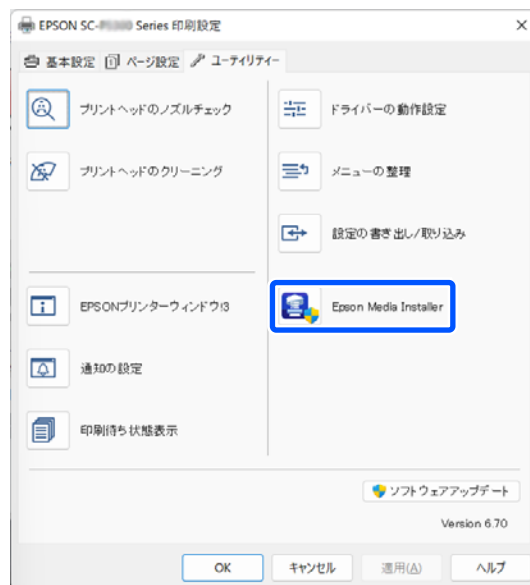 EPSON SC- Series 印刷設定
基本設定 ページ設定 ユーティリティー
プリントヘッドのノズルチェック
ドライバーの動作設定
プリントヘッドのクリーニング
メニューの整理
設定の書き出し/取り込み
EPSONプリンターウィンドウ!3
Epson Media Installer
通知の設定
印刷待ち状態表示
ソフトウェアアップデート
Version 6.70
OK キャンセル 適用(A) ヘルプ